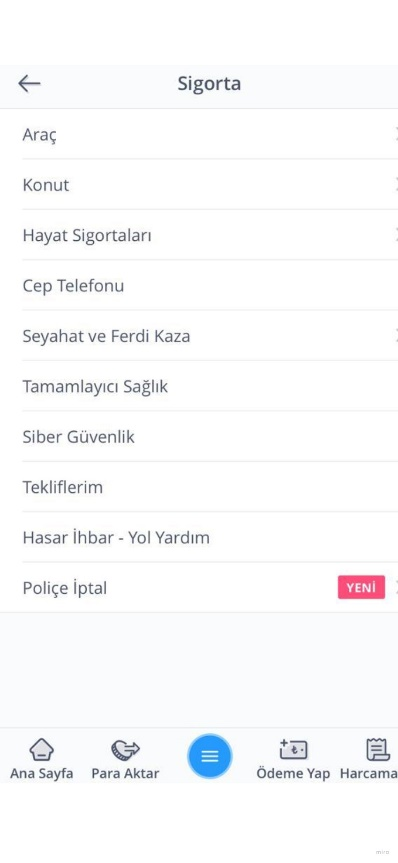 Sigorta
Araç
Konut
Hayat Sigortaları
Cep Telefonu
Seyahat ve Ferdi Kaza
Tamamlayıcı Sağlık
Siber Güvenlik
Tekliflerim
Hasar İhbar - Yol Yardım
Poliçe İptal YENİ
Ana Sayfa Para Aktar Ödeme Yap Harcama